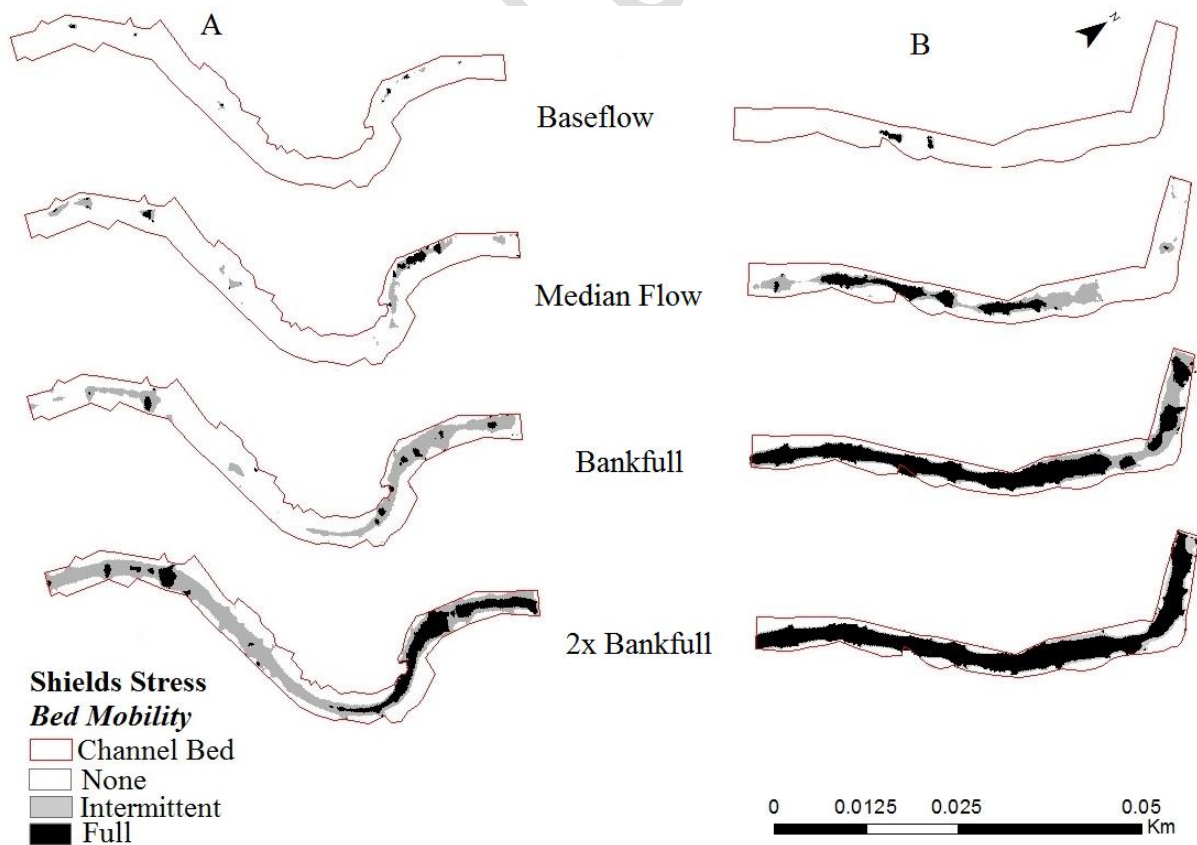 A
B
N
Baseflow
Median Flow
Bankfull
2x Bankfull
Shields Stress
Bed Mobility
Channel Bed
None
Intermittent
Full
0 0.0125 0.025 0.05
Km